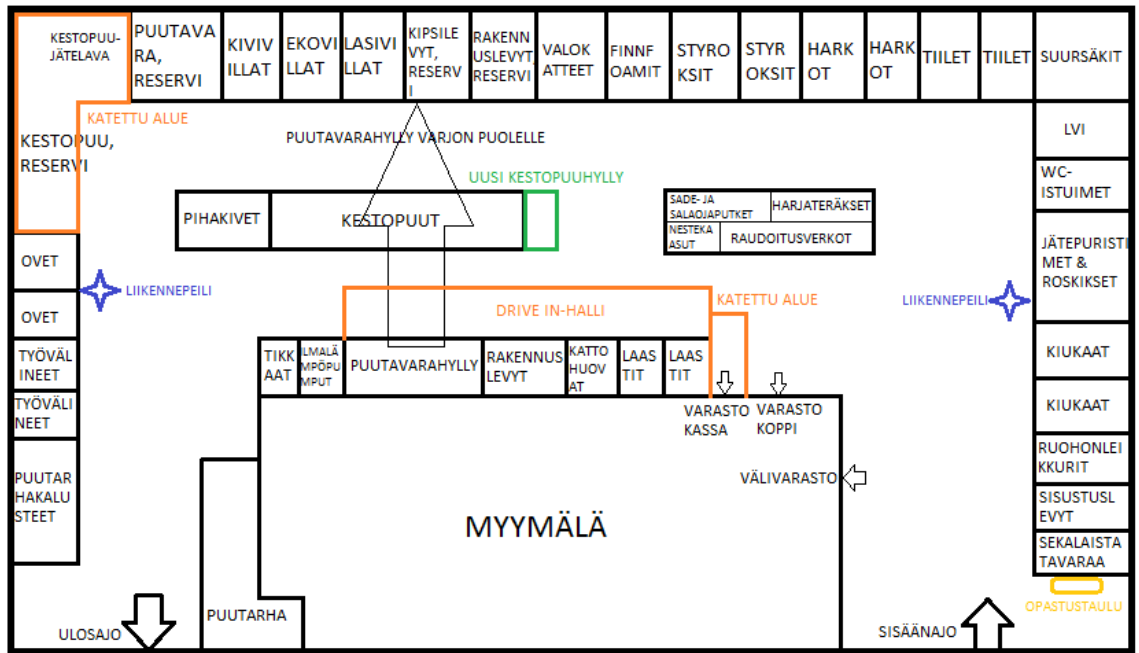 KESTOPUU-
JÄTELAVA
PUUTAVA
RA,
RESERVI
KIVIV
ILLAT
EKOVI
LLAT
LASIVI
LLAT
KIPSILE
VYT,
RESERV
I
RAKENN
USLEVYT,
RESERVI
VALOK
ATTEET
FINNF
OAMIT
STYRO
KSIT
STYR
OKSIT
HARK
OT
HARK
OT
TIILET
TIILET
SUURSÄKIT
KATETTU ALUE
KESTOPUU,
RESERVI
PUUTAVARAHYLLY VARJON PUOLELLE
LVI
UUSI KESTOPUUHYLLY
WC-
ISTUIMET
PIHAKIVET
KESTOPUUT
SADE- JA
SALAOJAPUTKET
HARJATERÄKSET
NESTEKA
ASUT
RAUDOITUSVERKOT
JÄTEPURISTI
MET &
ROSKIKSET
OVET
LIIKENNEPEILI
LIIKENNEPEILI
OVET
DRIVE IN-HALLI
KATETTU ALUE
TYÖVÄL
INEET
TIKK
AAT
ILMALÄ
MPÖPU
MPUT
PUUTAVARAHYLLY
RAKENNUS
LEVYT
KATTO
HUOV
AT
LAAS
TIT
LAAS
TIT
KIUKAAT
TYÖVÄLI
NEET
VARASTO
KASSA
VARASTO
KOPPI
KIUKAAT
PUUTAR
HAKALU
STEET
VÄLIVARASTO
RUOHONLEI
KKURIT
SISUSTUSL
EVYT
MYYMÄLÄ
SEKALAISTA
TAVARAA
OPASTUSTAULU
PUUTARHA
ULOSAJO
SISÄÄNAJO